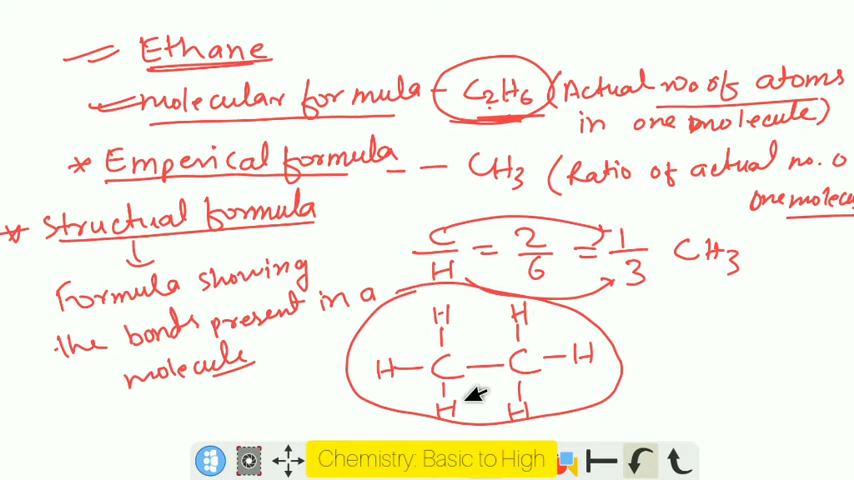 Ethane
molecular formula - C2H6 (Actual no of atoms
in one molecule)
* Emperical formula - CH3 (Ratio of actual no. o
one molecu
* Structual formula
C/H = 2/6 = 1/3 CH3
Formula showing
the bonds present in a
molecule
H H
H-C-C-H
H H
Chemistry: Basic to High